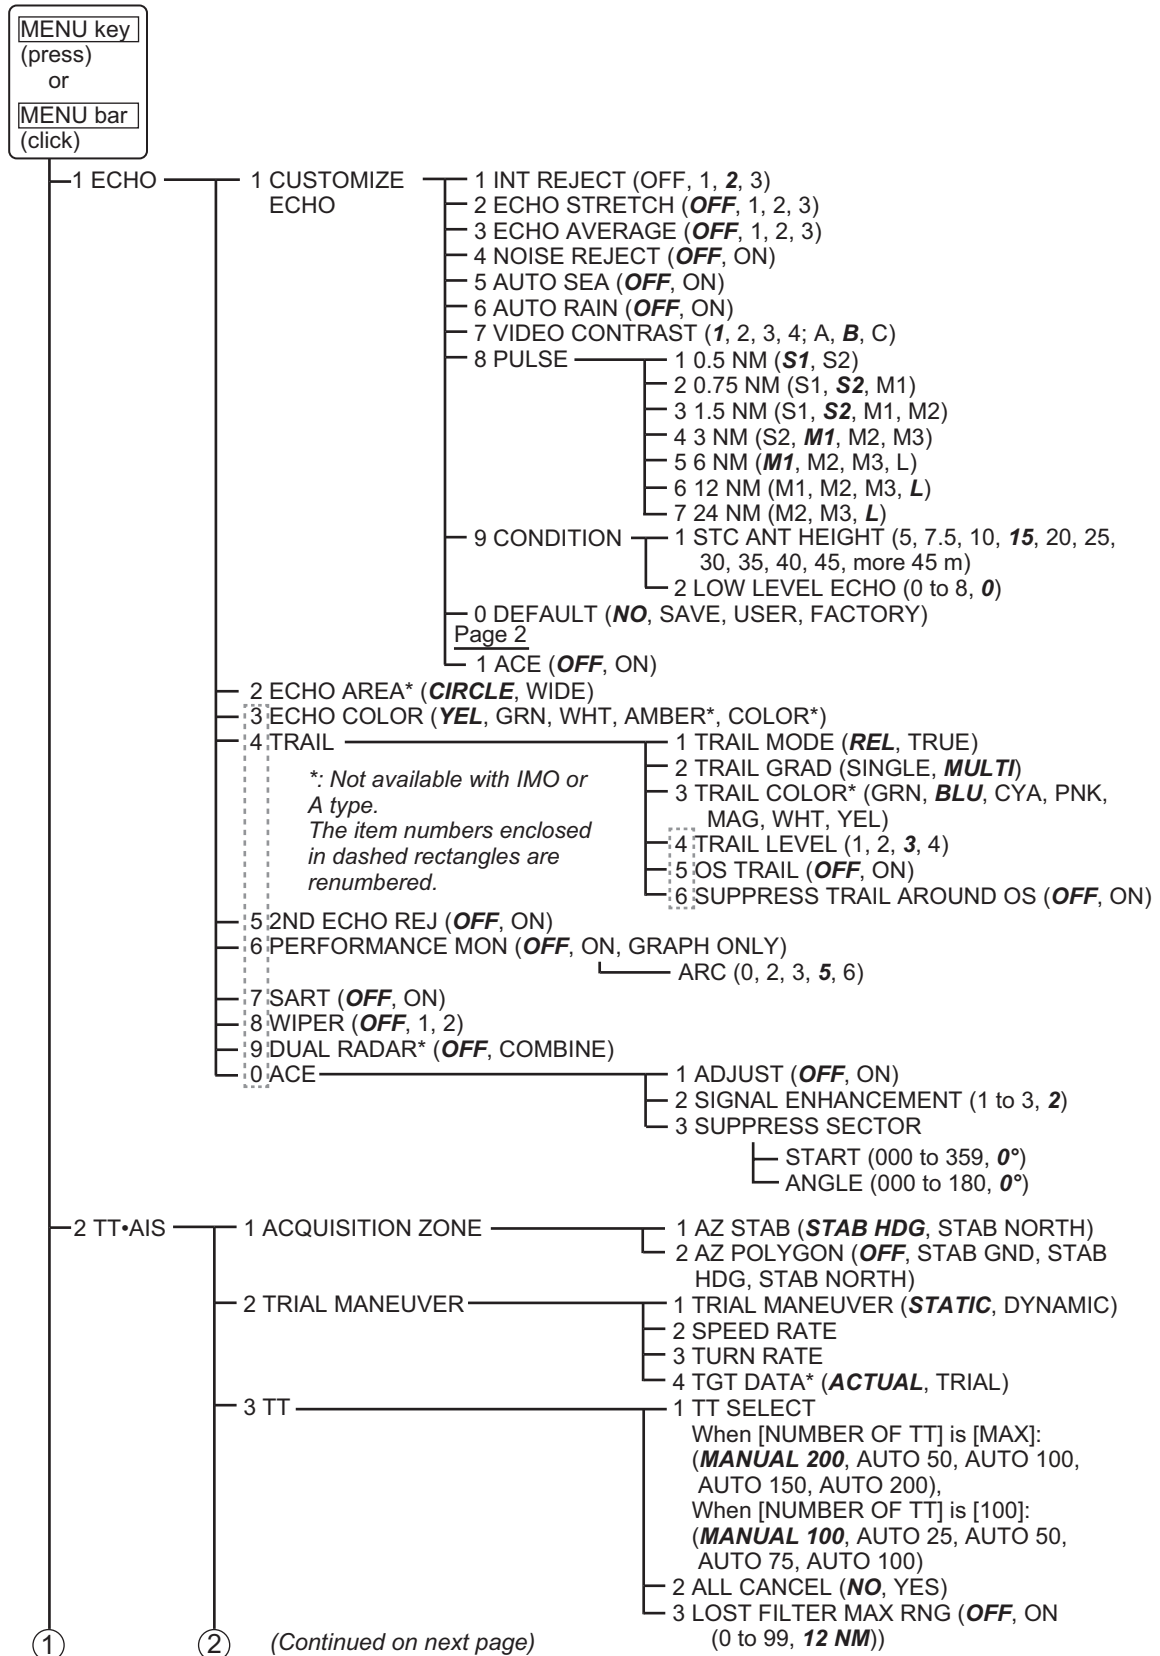 MENU key
(press)
or
MENU bar
(click)
1 ECHO
1 CUSTOMIZE
ECHO
1 INT REJECT (OFF, 1, 2, 3)
2 ECHO STRETCH (OFF, 1, 2, 3)
3 ECHO AVERAGE (OFF, 1, 2, 3)
4 NOISE REJECT (OFF, ON)
5 AUTO SEA (OFF, ON)
6 AUTO RAIN (OFF, ON)
7 VIDEO CONTRAST (1, 2, 3, 4; A, B, C)
8 PULSE
1 0.5 NM (S1, S2)
2 0.75 NM (S1, S2, M1)
3 1.5 NM (S1, S2, M1, M2)
4 3 NM (S2, M1, M2, M3)
5 6 NM (M1, M2, M3, L)
6 12 NM (M1, M2, M3, L)
7 24 NM (M2, M3, L)
9 CONDITION
1 STC ANT HEIGHT (5, 7.5, 10, 15, 20, 25,
30, 35, 40, 45, more 45 m)
2 LOW LEVEL ECHO (0 to 8, 0)
0 DEFAULT (NO, SAVE, USER, FACTORY)
Page 2
1 ACE (OFF, ON)
2 ECHO AREA* (CIRCLE, WIDE)
3 ECHO COLOR (YEL, GRN, WHT, AMBER*, COLOR*)
4 TRAIL
1 TRAIL MODE (REL, TRUE)
2 TRAIL GRAD (SINGLE, MULTI)
3 TRAIL COLOR* (GRN, BLU, CYA, PNK,
MAG, WHT, YEL)
4 TRAIL LEVEL (1, 2, 3, 4)
5 OS TRAIL (OFF, ON)
6 SUPPRESS TRAIL AROUND OS (OFF, ON)
*: Not available with IMO or
A type.
The item numbers enclosed
in dashed rectangles are
renumbered.
5 2ND ECHO REJ (OFF, ON)
6 PERFORMANCE MON (OFF, ON, GRAPH ONLY)
ARC (0, 2, 3, 5, 6)
7 SART (OFF, ON)
8 WIPER (OFF, 1, 2)
9 DUAL RADAR* (OFF, COMBINE)
0 ACE
1 ADJUST (OFF, ON)
2 SIGNAL ENHANCEMENT (1 to 3, 2)
3 SUPPRESS SECTOR
START (000 to 359, 0°)
ANGLE (000 to 180, 0°)
2 TT•AIS
1 ACQUISITION ZONE
1 AZ STAB (STAB HDG, STAB NORTH)
2 AZ POLYGON (OFF, STAB GND, STAB
HDG, STAB NORTH)
2 TRIAL MANEUVER
1 TRIAL MANEUVER (STATIC, DYNAMIC)
2 SPEED RATE
3 TURN RATE
4 TGT DATA* (ACTUAL, TRIAL)
3 TT
1 TT SELECT
When [NUMBER OF TT] is [MAX]:
(MANUAL 200, AUTO 50, AUTO 100,
AUTO 150, AUTO 200),
When [NUMBER OF TT] is [100]:
(MANUAL 100, AUTO 25, AUTO 50,
AUTO 75, AUTO 100)
2 ALL CANCEL (NO, YES)
3 LOST FILTER MAX RNG (OFF, ON
(0 to 99, 12 NM))
1
2
(Continued on next page)